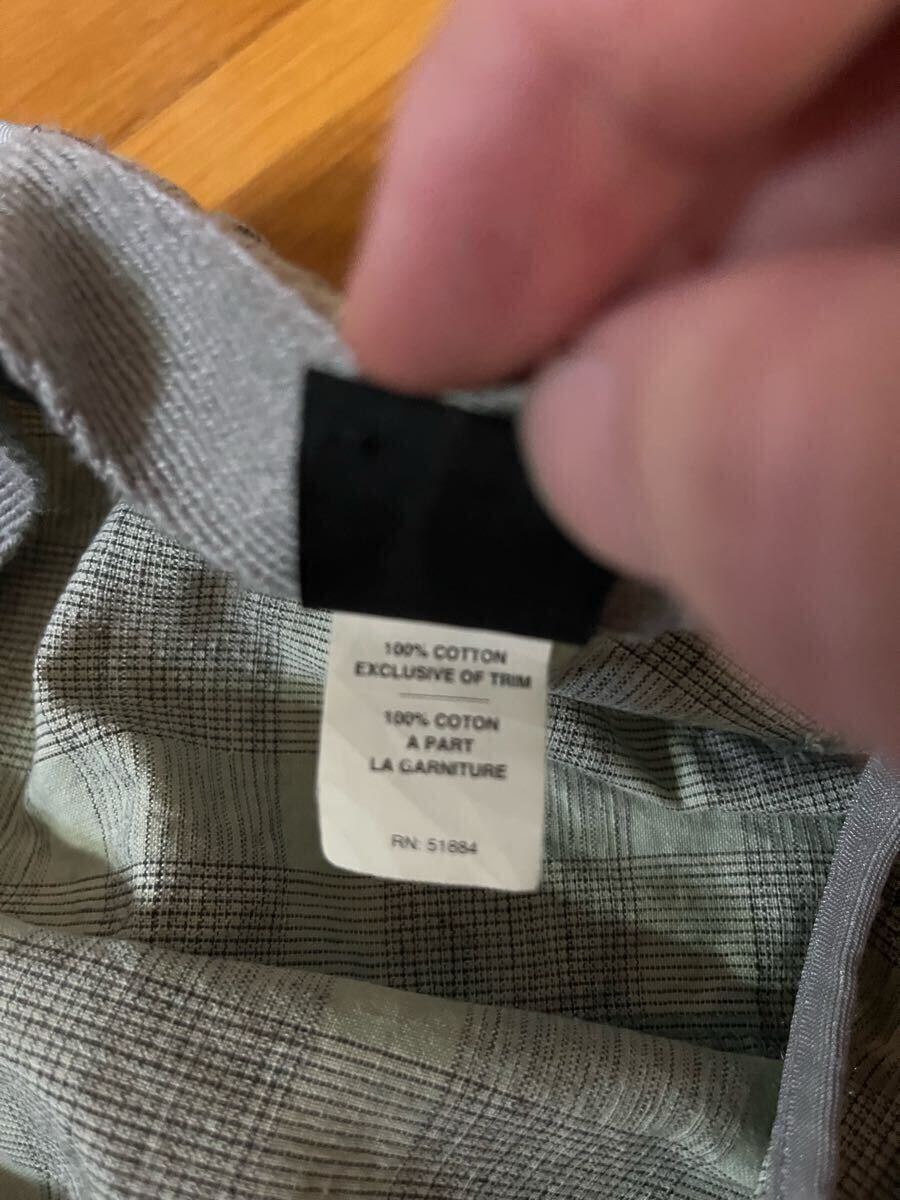 100% COTTON
EXCLUSIVE OF TRIM
100% COTON
A PART
LA GARNITURE
RN: 51884